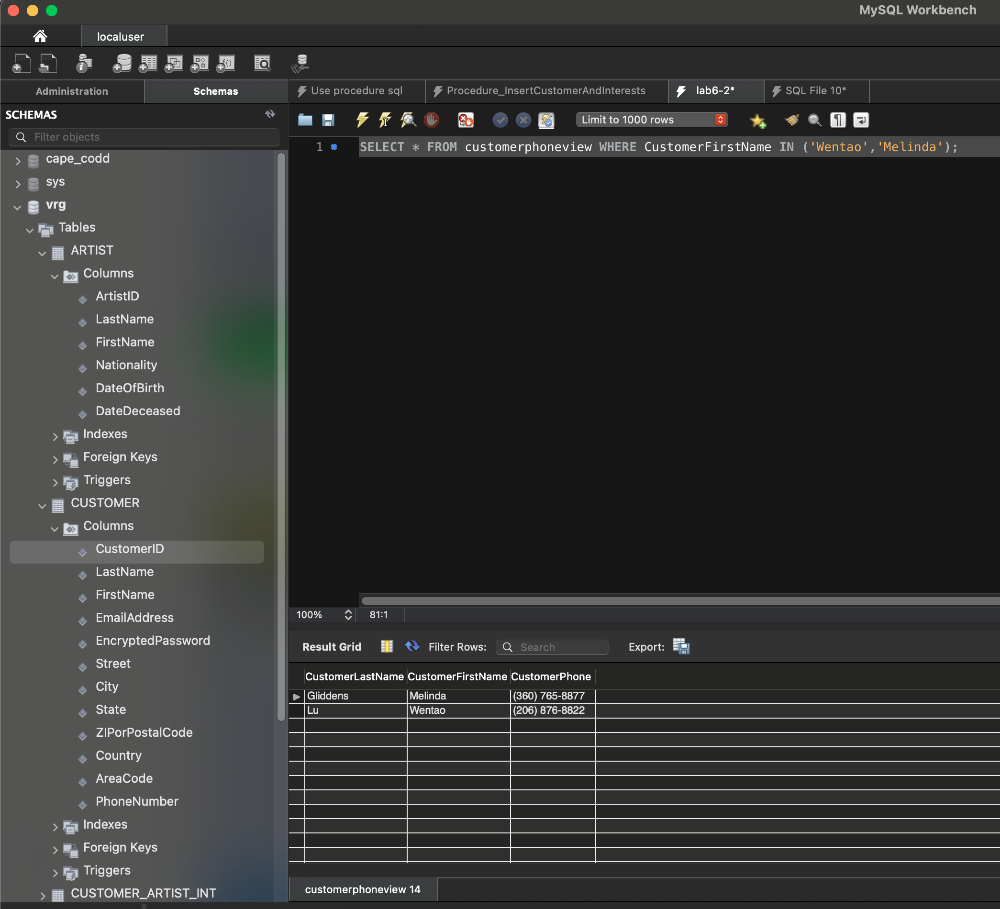 MySQL Workbench
localuser
Administration
Schemas
Use procedure sql
Procedure_InsertCustomerAndInterests
lab6-2*
SQL File 10*
SCHEMAS
Filter objects
Limit to 1000 rows
1
SELECT * FROM customerphoneview WHERE CustomerFirstName IN ('Wentao','Melinda');
cape_codd
sys
vrg
Tables
ARTIST
Columns
ArtistID
LastName
FirstName
Nationality
DateOfBirth
DateDeceased
Indexes
Foreign Keys
Triggers
CUSTOMER
Columns
CustomerID
LastName
FirstName
EmailAddress
EncryptedPassword
Street
City
State
ZIPorPostalCode
Country
AreaCode
PhoneNumber
Indexes
Foreign Keys
Triggers
CUSTOMER_ARTIST_INT
100%
81:1
Result Grid
Filter Rows:
Search
Export:
CustomerLastName CustomerFirstName CustomerPhone
Gliddens Melinda (360) 765-8877
Lu Wentao (206) 876-8822
customerphoneview 14